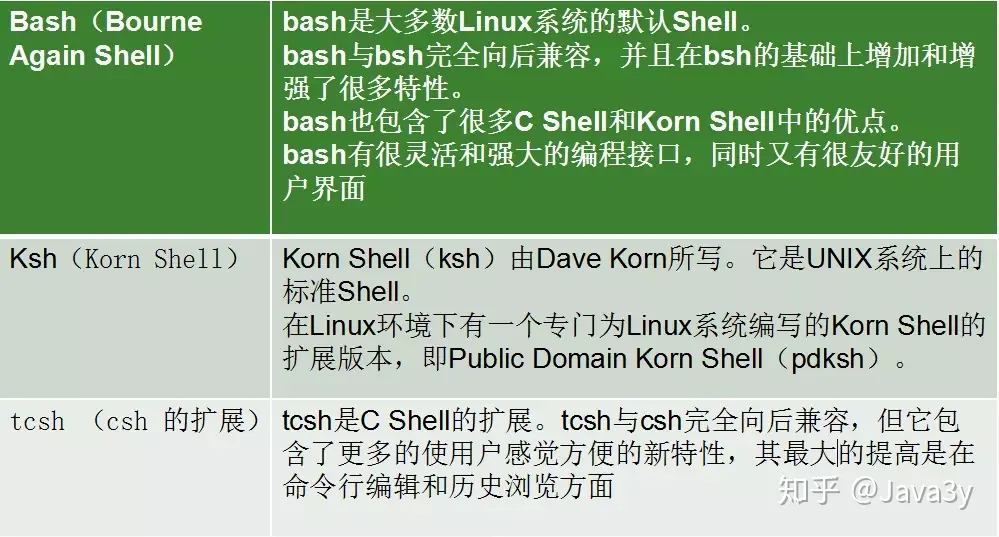 Bash（Bourne
Again Shell）
bash是大多数Linux系统的默认Shell。
bash与bsh完全向后兼容，并且在bsh的基础上增加和增
强了很多特性。
bash也包含了很多C Shell和Korn Shell中的优点。
bash有很灵活和强大的编程接口，同时又有很友好的用
户界面
Ksh（Korn Shell）
Korn Shell（ksh）由Dave Korn所写。它是UNIX系统上的
标准Shell。
在Linux环境下有一个专门为Linux系统编写的Korn Shell的
扩展版本，即Public Domain Korn Shell（pdksh）。
tcsh （csh 的扩展）
tcsh是C Shell的扩展。tcsh与csh完全向后兼容，但它包
含了更多的使用户感觉方便的新特性，其最大的提高是在
命令行编辑和历史浏览方面
知乎 @Java3y